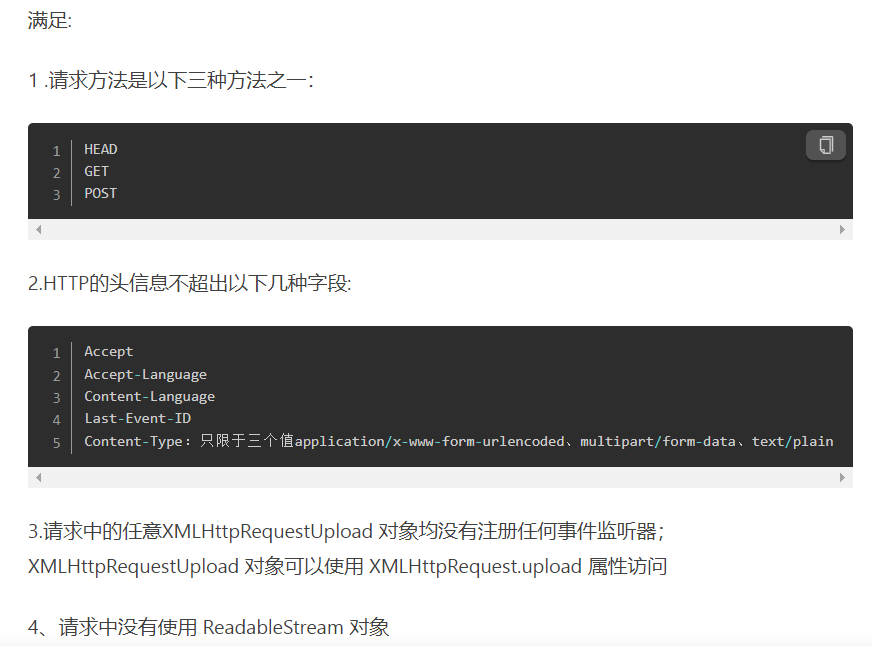 满足:
1 .请求方法是以下三种方法之一：
1 HEAD
2 GET
3 POST
2.HTTP的头信息不超出以下几种字段:
1 Accept
2 Accept-Language
3 Content-Language
4 Last-Event-ID
5 Content-Type：只限于三个值application/x-www-form-urlencoded、multipart/form-data、text/plain
3.请求中的任意XMLHttpRequestUpload 对象均没有注册任何事件监听器；
XMLHttpRequestUpload 对象可以使用 XMLHttpRequest.upload 属性访问
4、请求中没有使用 ReadableStream 对象